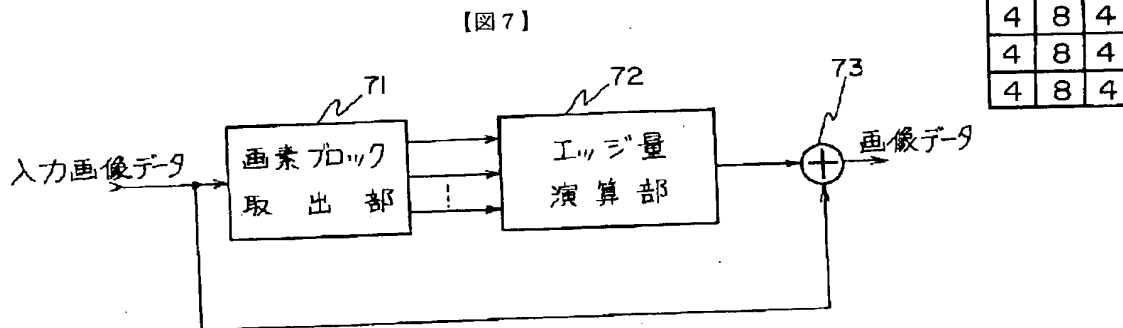 【図7】
4 8 4
4 8 4
4 8 4
71
72
73
入力画像データ
画素ブロック
取出部
エッジ量
演算部
画像データ